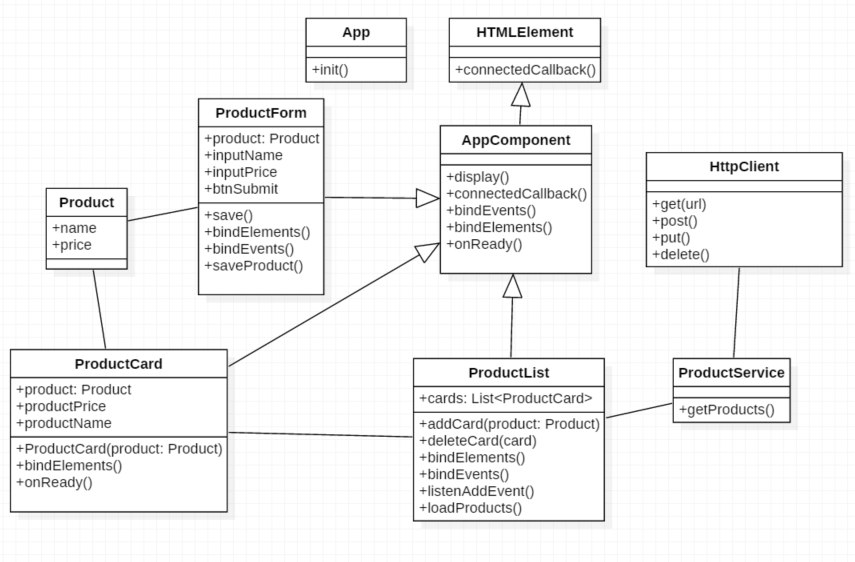 App
+init()
HTMLElement
+connectedCallback()
ProductForm
+product: Product
+inputName
+inputPrice
+btnSubmit
+save()
+bindElements()
+bindEvents()
+saveProduct()
AppComponent
+display()
+connectedCallback()
+bindEvents()
+bindElements()
+onReady()
HttpClient
+get(url)
+post()
+put()
+delete()
Product
+name
+price
ProductCard
+product: Product
+productPrice
+productName
+ProductCard(product: Product)
+bindElements()
+onReady()
ProductList
+cards: List<ProductCard>
+addCard(product: Product)
+deleteCard(card)
+bindElements()
+bindEvents()
+listenAddEvent()
+loadProducts()
ProductService
+getProducts()